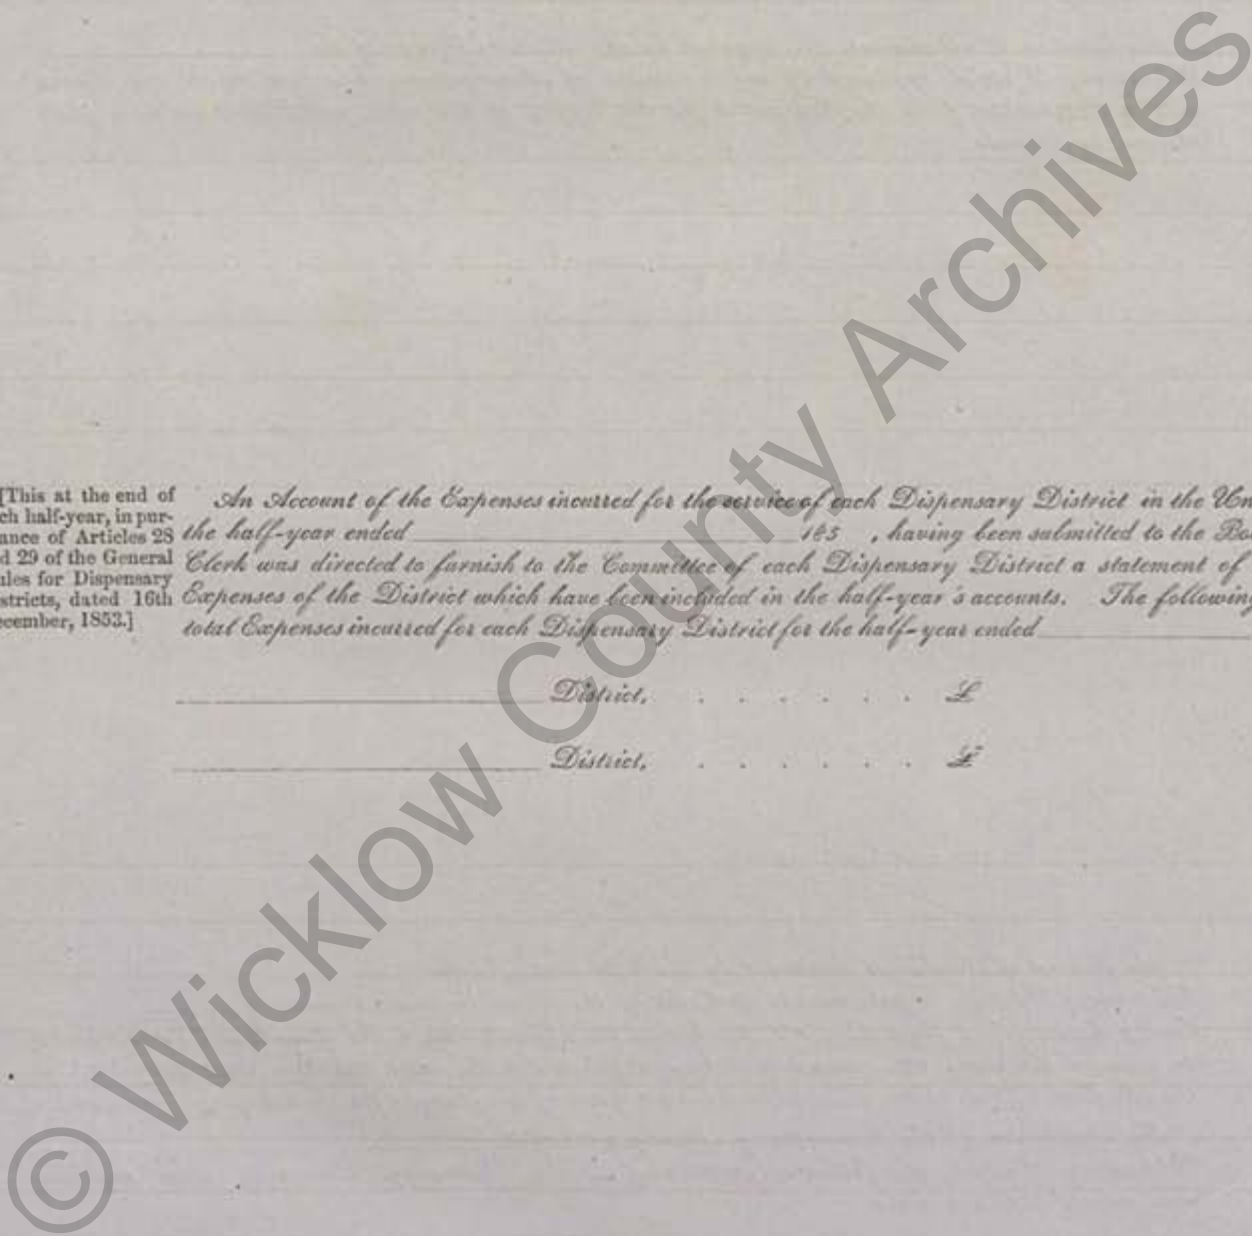 [This at the end of
ch half-year, in pur-
ance of Articles 28
d 29 of the General
ules for Dispensary
stricts, dated 16th
ecember, 1853.]
An Account of the Expenses incurred for the service of each Dispensary District in the Un
the half-year ended 185 , having been submitted to the Bo
Clerk was directed to furnish to the Committee of each Dispensary District a statement of
Expenses of the District which have been included in the half-year's accounts. The following
total Expenses incurred for each Dispensary District for the half-year ended
District, . . . . . . £
District, . . . . . . £
© Wicklow County Archives